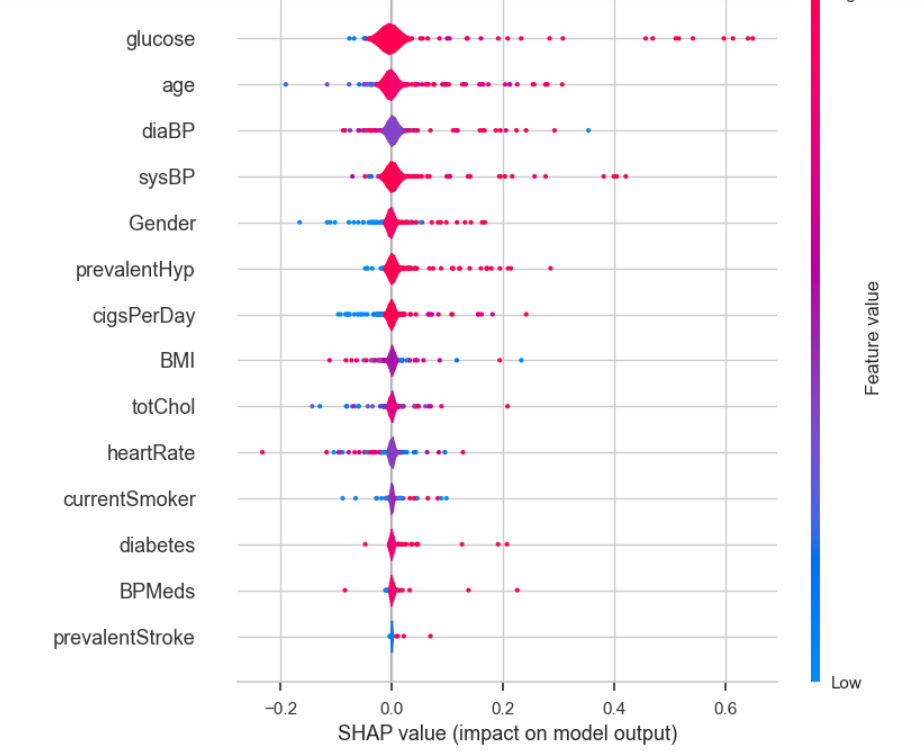 glucose
age
diaBP
sysBP
Gender
prevalentHyp
cigsPerDay
BMI
totChol
heartRate
currentSmoker
diabetes
BPMeds
prevalentStroke
−0.2 0.0 0.2 0.4 0.6
SHAP value (impact on model output)
Low
Feature value